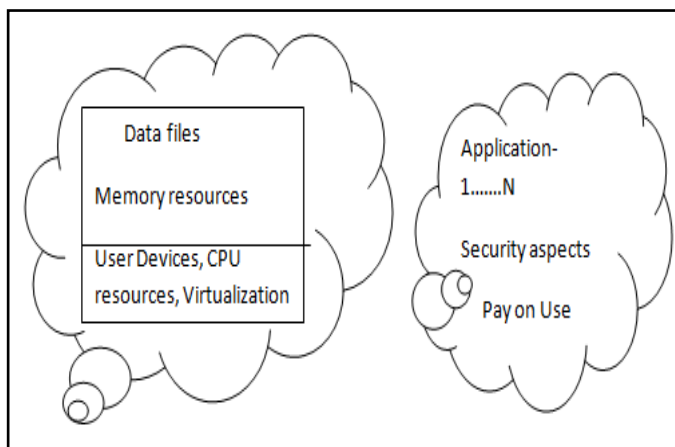 Data files
Memory resources
User Devices, CPU
resources, Virtualization
Application-
1.......N
Security aspects
Pay on Use